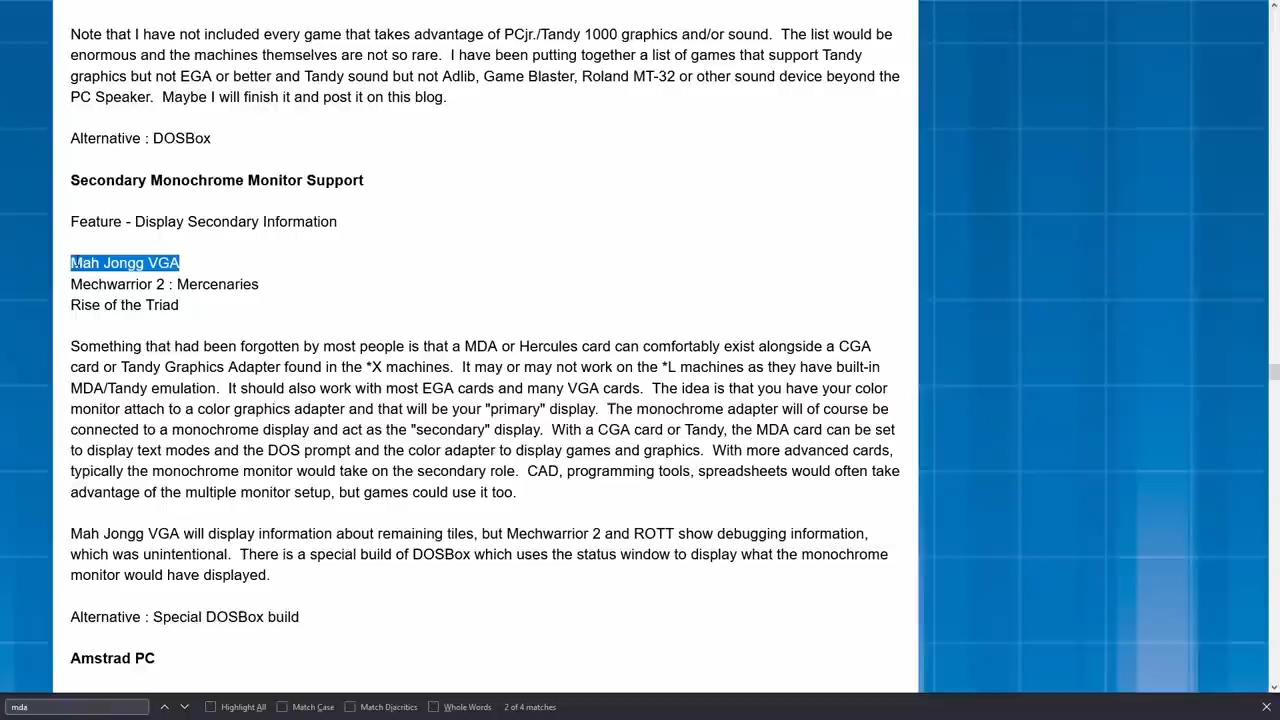 Note that I have not included every game that takes advantage of PCjr./Tandy 1000 graphics and/or sound.  The list would be
enormous and the machines themselves are not so rare.  I have been putting together a list of games that support Tandy
graphics but not EGA or better and Tandy sound but not Adlib, Game Blaster, Roland MT-32 or other sound device beyond the
PC Speaker.  Maybe I will finish it and post it on this blog.
Alternative : DOSBox
Secondary Monochrome Monitor Support
Feature - Display Secondary Information
Mah Jongg VGA
Mechwarrior 2 : Mercenaries
Rise of the Triad
Something that had been forgotten by most people is that a MDA or Hercules card can comfortably exist alongside a CGA
card or Tandy Graphics Adapter found in the *X machines.  It may or may not work on the *L machines as they have built-in
MDA/Tandy emulation.  It should also work with most EGA cards and many VGA cards.  The idea is that you have your color
monitor attach to a color graphics adapter and that will be your "primary" display.  The monochrome adapter will of course be
connected to a monochrome display and act as the "secondary" display.  With a CGA card or Tandy, the MDA card can be set
to display text modes and the DOS prompt and the color adapter to display games and graphics.  With more advanced cards,
typically the monochrome monitor would take on the secondary role.  CAD, programming tools, spreadsheets would often take
advantage of the multiple monitor setup, but games could use it too.
Mah Jongg VGA will display information about remaining tiles, but Mechwarrior 2 and ROTT show debugging information,
which was unintentional.  There is a special build of DOSBox which uses the status window to display what the monochrome
monitor would have displayed.
Alternative : Special DOSBox build
Amstrad PC
mda Highlight All Match Case Match Diacritics Whole Words 2 of 4 matches